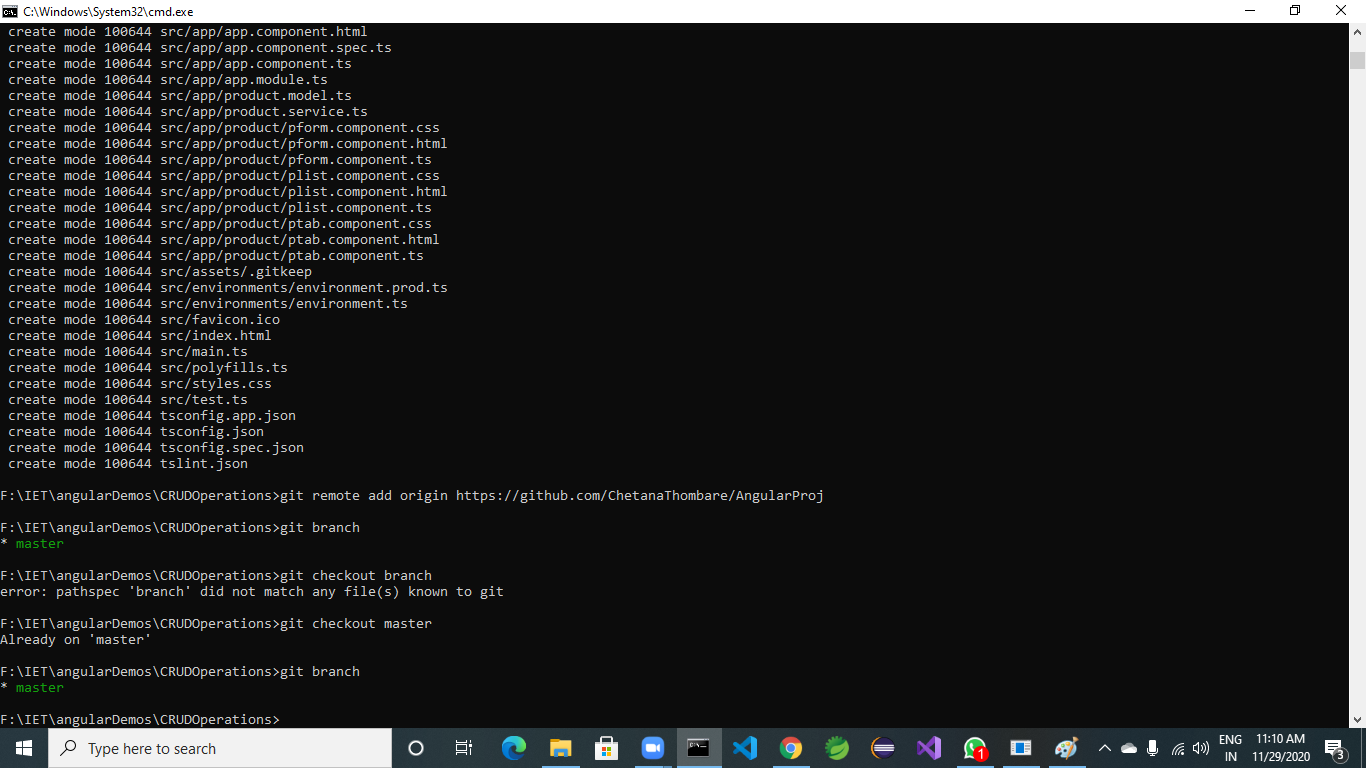 C:\Windows\System32\cmd.exe
create mode 100644 src/app/app.component.html
create mode 100644 src/app/app.component.spec.ts
create mode 100644 src/app/app.component.ts
create mode 100644 src/app/app.module.ts
create mode 100644 src/app/product.model.ts
create mode 100644 src/app/product.service.ts
create mode 100644 src/app/product/pform.component.css
create mode 100644 src/app/product/pform.component.html
create mode 100644 src/app/product/pform.component.ts
create mode 100644 src/app/product/plist.component.css
create mode 100644 src/app/product/plist.component.html
create mode 100644 src/app/product/plist.component.ts
create mode 100644 src/app/product/ptab.component.css
create mode 100644 src/app/product/ptab.component.html
create mode 100644 src/app/product/ptab.component.ts
create mode 100644 src/assets/.gitkeep
create mode 100644 src/environments/environment.prod.ts
create mode 100644 src/environments/environment.ts
create mode 100644 src/favicon.ico
create mode 100644 src/index.html
create mode 100644 src/main.ts
create mode 100644 src/polyfills.ts
create mode 100644 src/styles.css
create mode 100644 src/test.ts
create mode 100644 tsconfig.app.json
create mode 100644 tsconfig.json
create mode 100644 tsconfig.spec.json
create mode 100644 tslint.json
F:\IET\angularDemos\CRUDOperations>git remote add origin https://github.com/ChetanaThombare/AngularProj
F:\IET\angularDemos\CRUDOperations>git branch
* master
F:\IET\angularDemos\CRUDOperations>git checkout branch
error: pathspec 'branch' did not match any file(s) known to git
F:\IET\angularDemos\CRUDOperations>git checkout master
Already on 'master'
F:\IET\angularDemos\CRUDOperations>git branch
* master
F:\IET\angularDemos\CRUDOperations>
Type here to search
1
ENG
IN
11:10 AM
11/29/2020
3